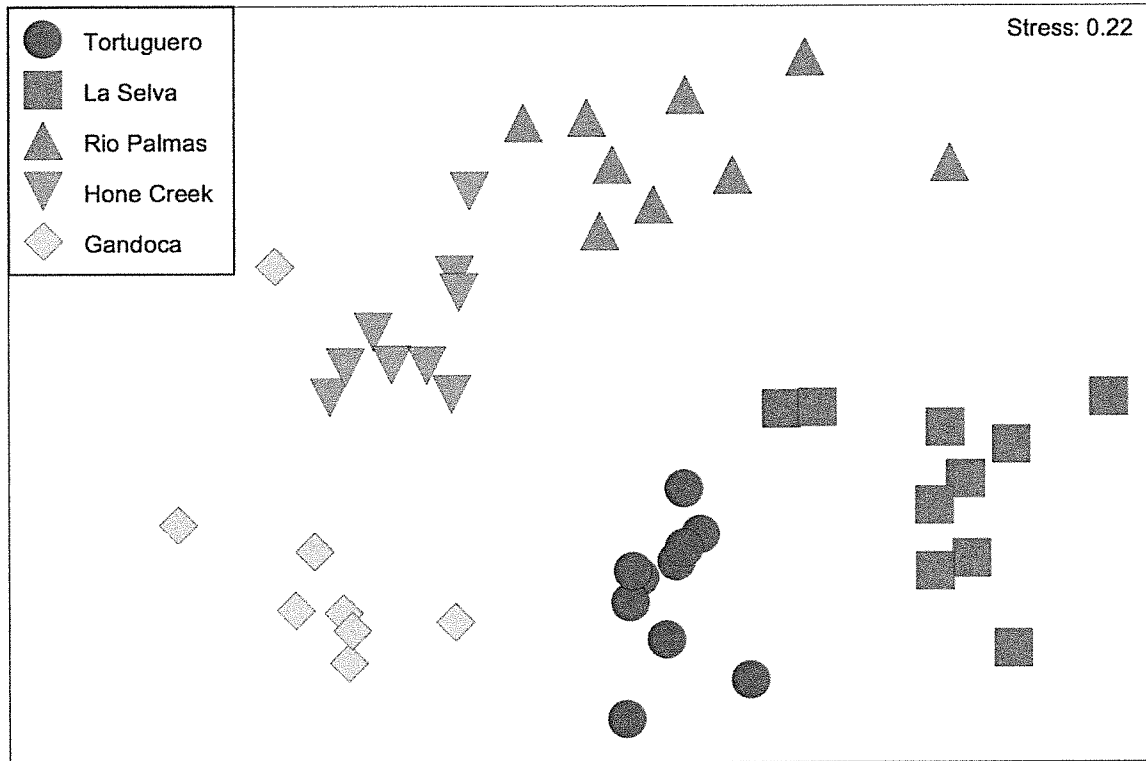 Stress: 0.22
Tortuguero
La Selva
Rio Palmas
Hone Creek
Gandoca